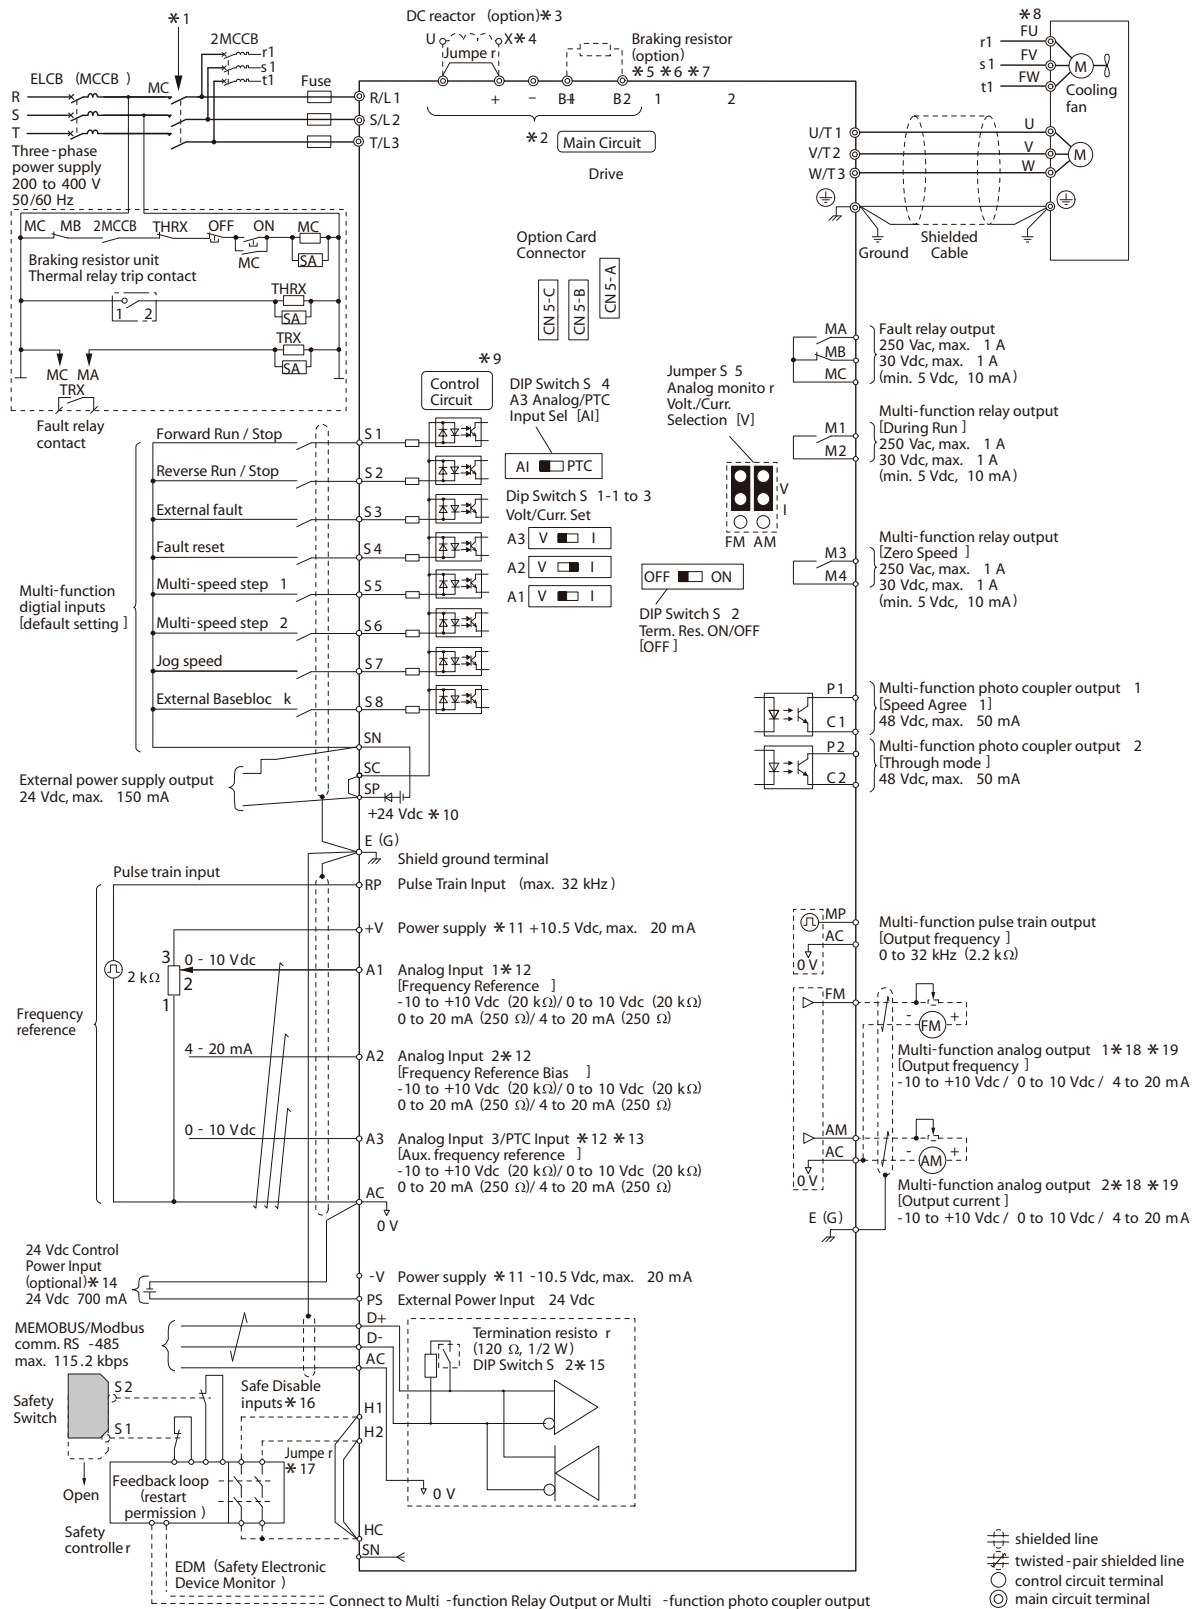 *1
DC reactor (option)*3
U X*4
Jumper
Braking resistor
(option)
*5 *6 *7
*8
FU
r1
FV
s1
FW
t1
M
Cooling
fan
2MCCB
r1
s1
t1
ELCB (MCCB)
MC
Fuse
R
S
T
R/L1
S/L2
T/L3
+ − B1 B2 1 2
+
*2
Main Circuit
Drive
Three-phase
power supply
200 to 400 V
50/60 Hz
U/T1
V/T2
W/T3
U
V
W
M
Ground
Shielded
Cable
MC MB 2MCCB THRX OFF ON MC
MC
SA
Braking resistor unit
Thermal relay trip contact
1 2
THRX
SA
TRX
SA
MC MA
TRX
Fault relay
contact
Option Card
Connector
CN 5-C
CN 5-B
CN 5-A
*9
Control
Circuit
DIP Switch S 4
A3 Analog/PTC
Input Sel [AI]
AI PTC
Dip Switch S 1-1 to 3
Volt./Curr. Set
A3 V I
A2 V I
A1 V I
Jumper S 5
Analog monitor
Volt./Curr.
Selection [V]
V
I
FM AM
OFF ON
DIP Switch S 2
Term. Res. ON/OFF
[OFF]
MA
MB
MC
Fault relay output
250 Vac, max. 1 A
30 Vdc, max. 1 A
(min. 5 Vdc, 10 mA)
M1
M2
Multi-function relay output
[During Run]
250 Vac, max. 1 A
30 Vdc, max. 1 A
(min. 5 Vdc, 10 mA)
M3
M4
Multi-function relay output
[Zero Speed]
250 Vac, max. 1 A
30 Vdc, max. 1 A
(min. 5 Vdc, 10 mA)
Multi-function
digtial inputs
[default setting]
Forward Run / Stop
S1
Reverse Run / Stop
S2
External fault
S3
Fault reset
S4
Multi-speed step 1
S5
Multi-speed step 2
S6
Jog speed
S7
External Baseblock
S8
SN
SC
SP
External power supply output
24 Vdc, max. 150 mA
+24 Vdc *10
P1
C1
Multi-function photo coupler output 1
[Speed Agree 1]
48 Vdc, max. 50 mA
P2
C2
Multi-function photo coupler output 2
[Through mode]
48 Vdc, max. 50 mA
E (G)
Shield ground terminal
Pulse train input
RP Pulse Train Input (max. 32 kHz)
+V Power supply *11 +10.5 Vdc, max. 20 mA
3
2
1
2 kΩ
0 - 10 Vdc
Frequency
reference
A1 Analog Input 1*12
[Frequency Reference]
-10 to +10 Vdc (20 kΩ)/ 0 to 10 Vdc (20 kΩ)
0 to 20 mA (250 Ω)/ 4 to 20 mA (250 Ω)
4 - 20 mA
A2 Analog Input 2*12
[Frequency Reference Bias]
-10 to +10 Vdc (20 kΩ)/ 0 to 10 Vdc (20 kΩ)
0 to 20 mA (250 Ω)/ 4 to 20 mA (250 Ω)
0 - 10 Vdc
A3 Analog Input 3/PTC Input *12 *13
[Aux. frequency reference]
-10 to +10 Vdc (20 kΩ)/ 0 to 10 Vdc (20 kΩ)
0 to 20 mA (250 Ω)/ 4 to 20 mA (250 Ω)
AC
0 V
MP
AC
0 V
Multi-function pulse train output
[Output frequency]
0 to 32 kHz (2.2 kΩ)
FM
- +
FM
Multi-function analog output 1*18 *19
[Output frequency]
-10 to +10 Vdc / 0 to 10 Vdc / 4 to 20 mA
AM
AC
0 V
- +
AM
Multi-function analog output 2*18 *19
[Output current]
-10 to +10 Vdc / 0 to 10 Vdc / 4 to 20 mA
E (G)
24 Vdc Control
Power Input
(optional)*14
24 Vdc 700 mA
-V Power supply *11 -10.5 Vdc, max. 20 mA
PS External Power Input 24 Vdc
MEMOBUS/Modbus
comm. RS -485
max. 115.2 kbps
D+
D-
AC
Termination resistor
(120 Ω, 1/2 W)
DIP Switch S 2*15
0 V
Safety
Switch
S2
S1
Open
Safe Disable
inputs *16
H1
H2
Jumper
*17
Feedback loop
(restart
permission)
Safety
controller
HC
SN
EDM (Safety Electronic
Device Monitor)
Connect to Multi -function Relay Output or Multi -function photo coupler output
shielded line
twisted-pair shielded line
control circuit terminal
main circuit terminal